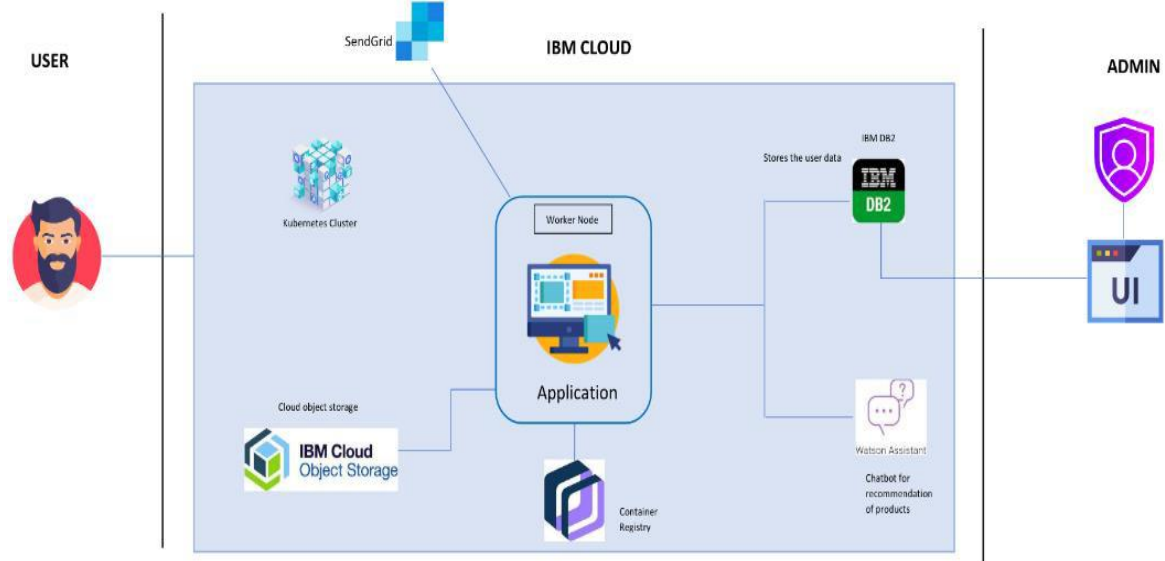 USER
SendGrid
IBM CLOUD
ADMIN
Kubernetes Cluster
Worker Node
Application
Stores the user data
IBM DB2
IBM
DB2
UI
Cloud object storage
IBM Cloud
Object Storage
Container
Registry
Watson Assistant
Chatbot for
recommendation
of products